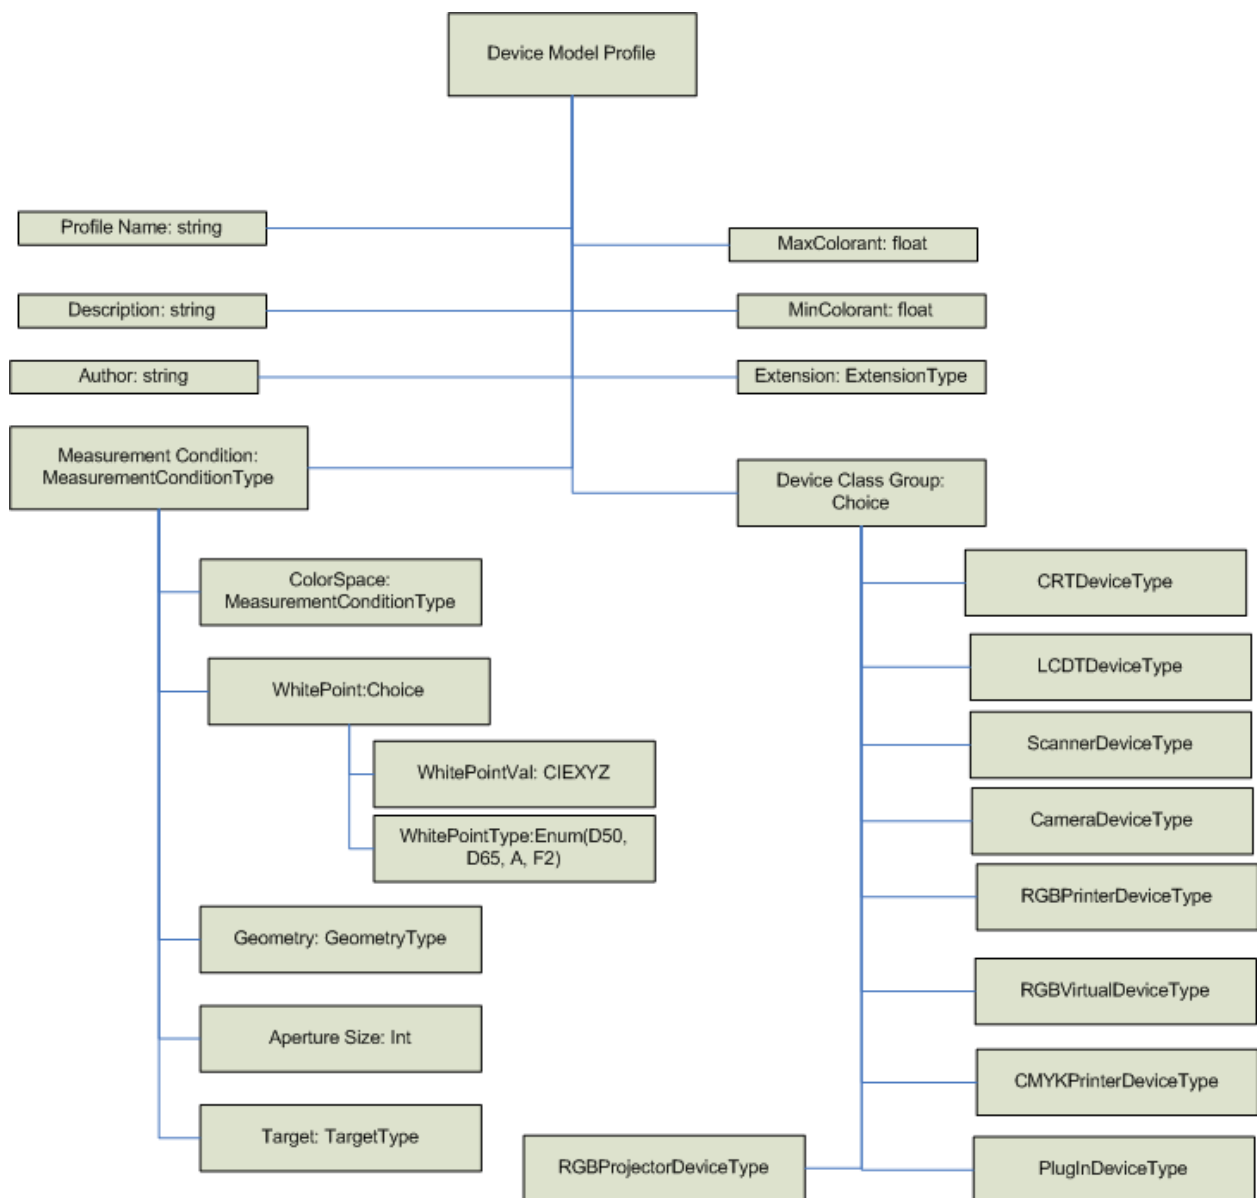 Device Model Profile
Profile Name: string
MaxColorant: float
Description: string
MinColorant: float
Author: string
Extension: ExtensionType
Measurement Condition:
MeasurementConditionType
Device Class Group:
Choice
ColorSpace:
MeasurementConditionType
WhitePoint:Choice
WhitePointVal: CIEXYZ
WhitePointType:Enum(D50,
D65, A, F2)
Geometry: GeometryType
Aperture Size: Int
Target: TargetType
CRTDeviceType
LCDTDeviceType
ScannerDeviceType
CameraDeviceType
RGBPrinterDeviceType
RGBVirtualDeviceType
CMYKPrinterDeviceType
RGBProjectorDeviceType
PlugInDeviceType